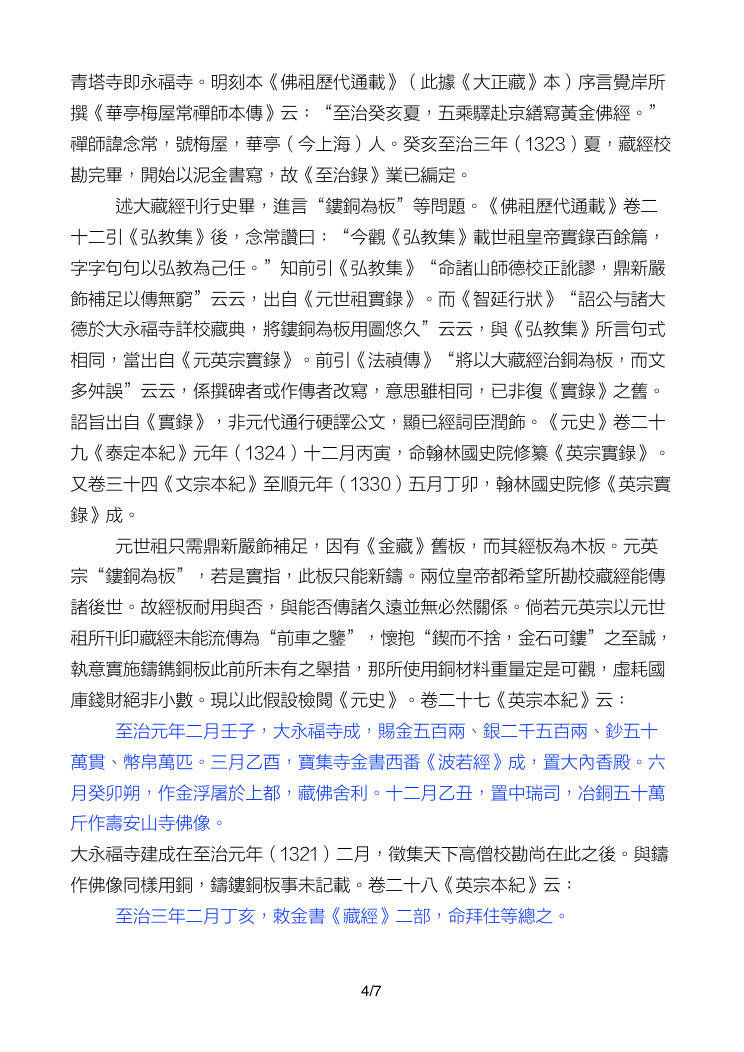 青塔寺即永福寺。明刻本《佛祖歷代通載》（此據《大正藏》本）序言覺岸所
撰《華亭梅屋常禪師本傳》云：“至治癸亥夏，五乘驛赴京繕寫黃金佛經。”
禪師諱念常，號梅屋，華亭（今上海）人。癸亥至治三年（1323）夏，藏經校
勘完畢，開始以泥金書寫，故《至治錄》業已編定。
述大藏經刊行史畢，進言“鏤銅為板”等問題。《佛祖歷代通載》卷二
十二引《弘教集》後，念常讚曰：“今觀《弘教集》載世祖皇帝實錄百餘篇，
字字句句以弘教為己任。”知前引《弘教集》“命諸山師德校正訛謬，鼎新嚴
飾補足以傳無窮”云云，出自《元世祖實錄》。而《智延行狀》“詔公与諸大
德於大永福寺詳校藏典，將鏤銅為板用圖悠久”云云，與《弘教集》所言句式
相同，當出自《元英宗實錄》。前引《法禎傳》“將以大藏經治銅為板，而文
多舛誤”云云，係撰碑者或作傳者改寫，意思雖相同，已非復《實錄》之舊。
詔旨出自《實錄》，非元代通行硬譯公文，顯已經詞臣潤飾。《元史》卷二十
九《泰定本紀》元年（1324）十二月丙寅，命翰林國史院修纂《英宗實錄》。
又卷三十四《文宗本紀》至順元年（1330）五月丁卯，翰林國史院修《英宗實
錄》成。
元世祖只需鼎新嚴飾補足，因有《金藏》舊板，而其經板為木板。元英
宗“鏤銅為板”，若是實指，此板只能新鑄。兩位皇帝都希望所勘校藏經能傳
諸後世。故經板耐用與否，與能否傳諸久遠並無必然關係。倘若元英宗以元世
祖所刊印藏經未能流傳為“前車之鑒”，懷抱“鍥而不捨，金石可鏤”之至誠，
執意實施鑄鐫銅板此前所未有之舉措，那所使用銅材料重量定是可觀，虛耗國
庫錢財絕非小數。現以此假設檢閱《元史》。卷二十七《英宗本紀》云：
至治元年二月壬子，大永福寺成，賜金五百兩、銀二千五百兩、鈔五十
萬貫、幣帛萬匹。三月乙酉，寶集寺金書西番《波若經》成，置大內香殿。六
月癸卯朔，作金浮屠於上都，藏佛舍利。十二月乙丑，置中瑞司，冶銅五十萬
斤作壽安山寺佛像。
大永福寺建成在至治元年（1321）二月，徵集天下高僧校勘尚在此之後。與鑄
作佛像同樣用銅，鑄鏤銅板事未記載。卷二十八《英宗本紀》云：
至治三年二月丁亥，敕金書《藏經》二部，命拜住等總之。
4/7